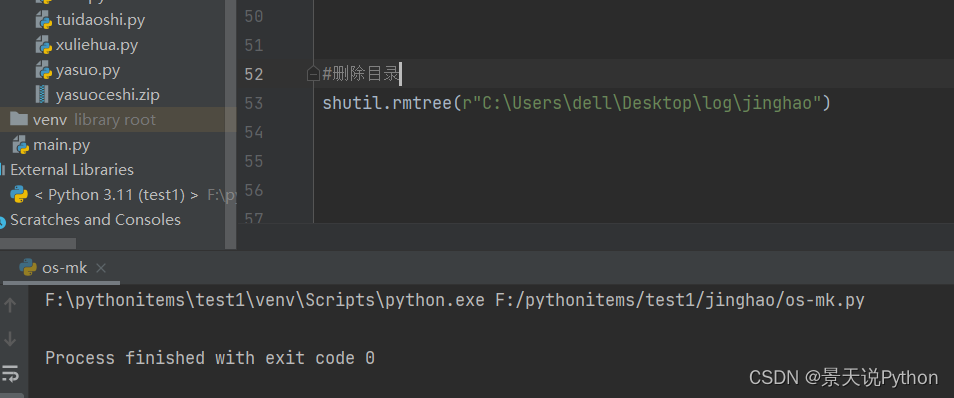 tuidaoshi.py
xuliehua.py
yasuo.py
yasuoceshi.zip
venv library root
main.py
External Libraries
< Python 3.11 (test1) > F:\py
Scratches and Consoles
50
51
52 #删除目录
53 shutil.rmtree(r"C:\Users\dell\Desktop\log\jinghao")
54
55
56
57
os-mk
F:\pythonitems\test1\venv\Scripts\python.exe F:/pythonitems/test1/jinghao/os-mk.py
Process finished with exit code 0
CSDN @景天说Python